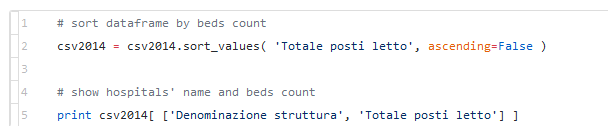 1 # sort dataframe by beds count
2 csv2014 = csv2014.sort_values( 'Totale posti letto', ascending=False )
3
4 # show hospitals' name and beds count
5 print csv2014[ ['Denominazione struttura', 'Totale posti letto'] ]